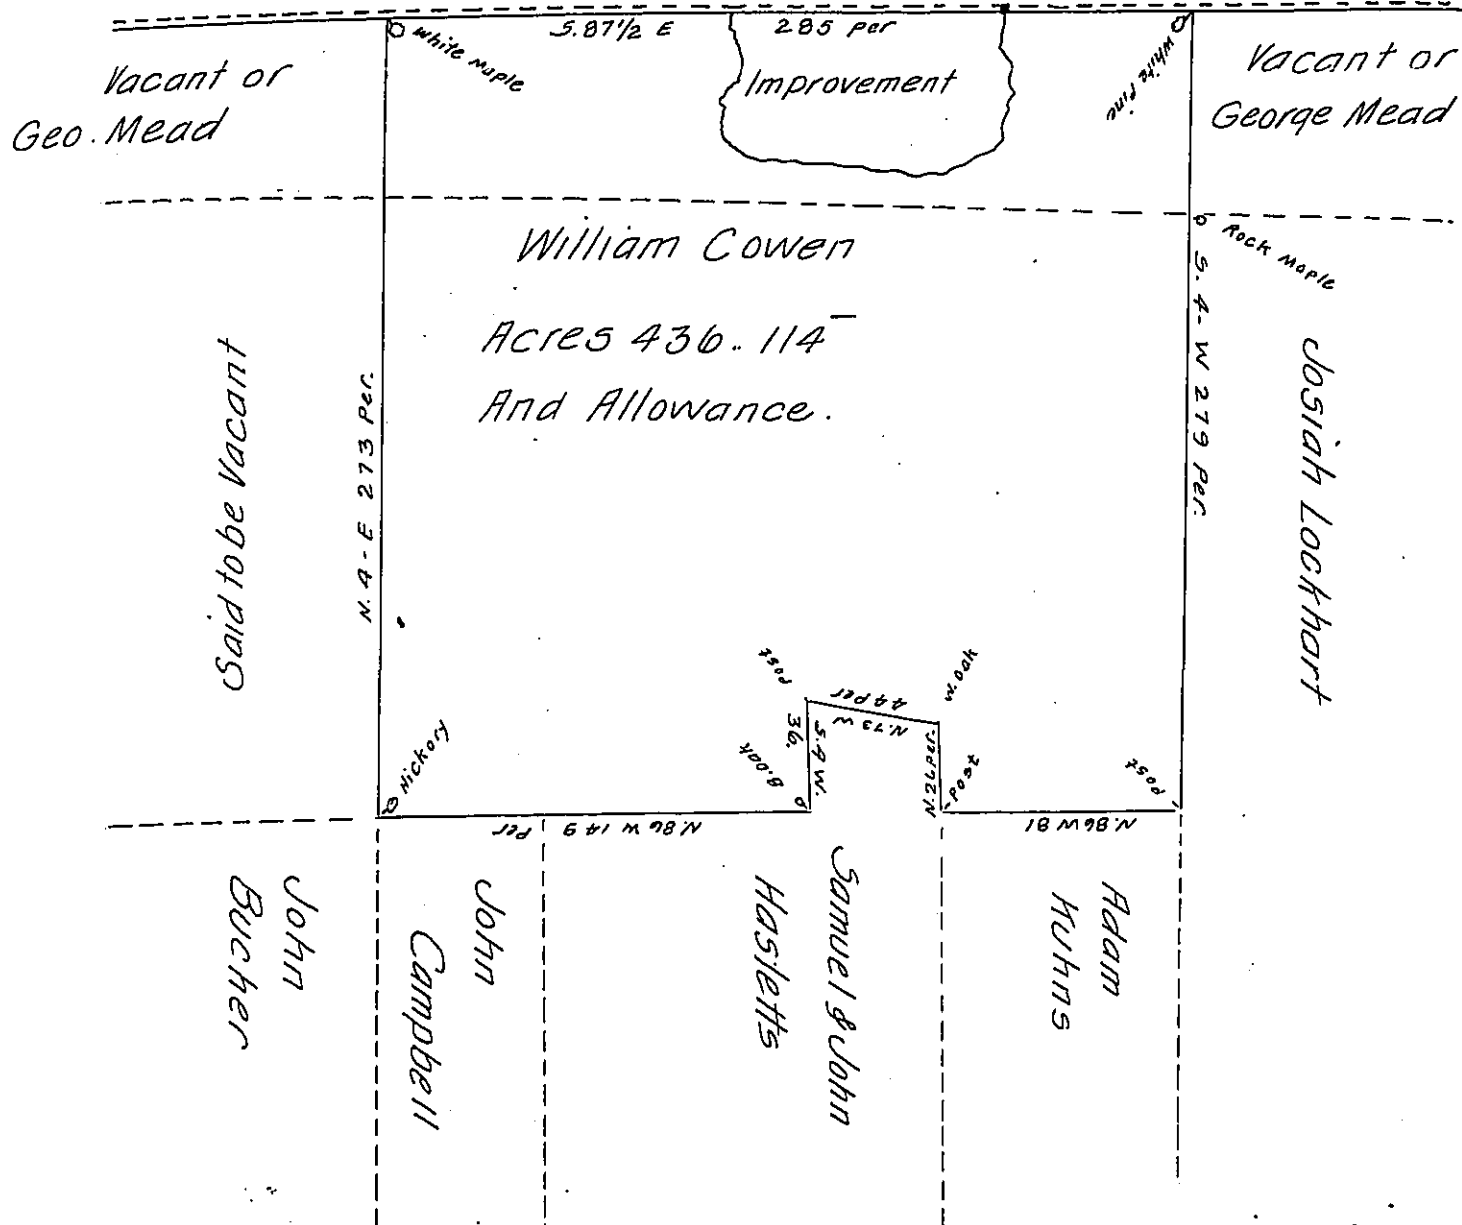 S.87½ E 285 per
White Maple
White Pine
Vacant or
Geo. Mead
Improvement
Vacant or
George Mead
William Cowen
Acres 436..114
And Allowance.
Rock Maple
S. 4- W 279 Per.
N. 4 - E 273 Per.
Said to be Vacant
Josiah Lockhart
Post
W. Oak
44 Per
N.73 W
36.
S.4 W.
N.27 Per.
B.Oak
Hickory
Post
Post
N.86 W 149 Per
N.86 W 81
John
Bucher
John
Campbell
Samuel & John
Hasletts
Adam
Kuhns